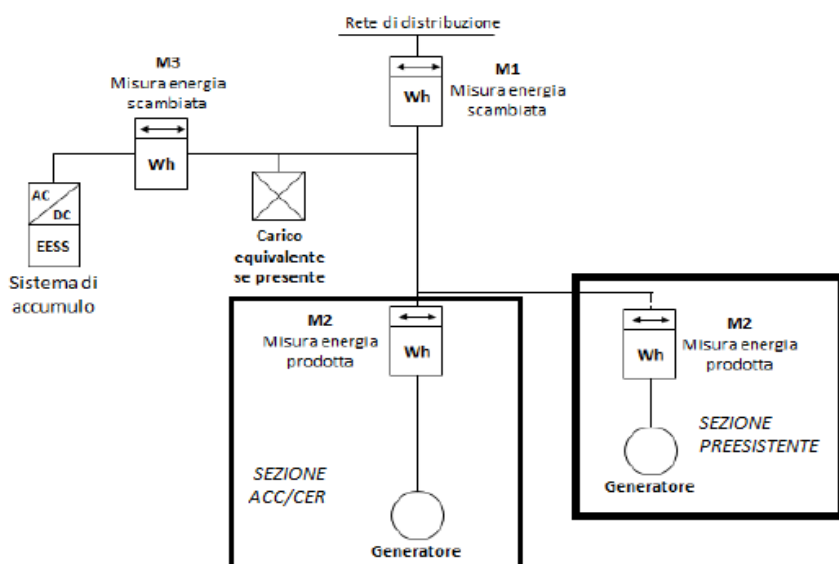 Rete di distribuzione
M3
Misura energia
scambiata
Wh
M1
Misura energia
scambiata
Wh
AC
DC
EESS
Sistema di
accumulo
Carico
equivalente
se presente
M2
Misura energia
prodotta
Wh
SEZIONE
ACC/CER
Generatore
M2
Misura energia
prodotta
Wh
SEZIONE
PREESISTENTE
Generatore